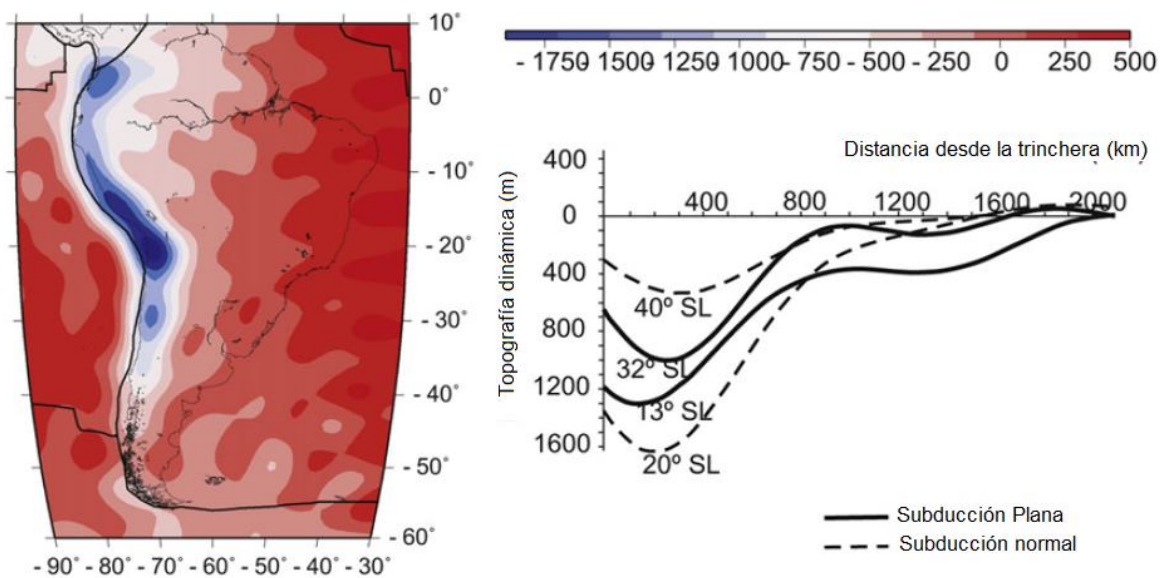 10°
0°
- 10°
- 20°
- 30°
- 40°
- 50°
- 60°
- 90° - 80° - 70° - 60° - 50° - 40° - 30°
- 1750 - 1500 - 1250 - 1000 - 750 - 500 - 250 0 250 500
Distancia desde la trinchera (km)
Topografía dinámica (m)
400
0
400
800
1200
1600
400 800 1200 1600 2000
40º SL
32º SL
13º SL
20º SL
Subducción Plana
Subducción normal